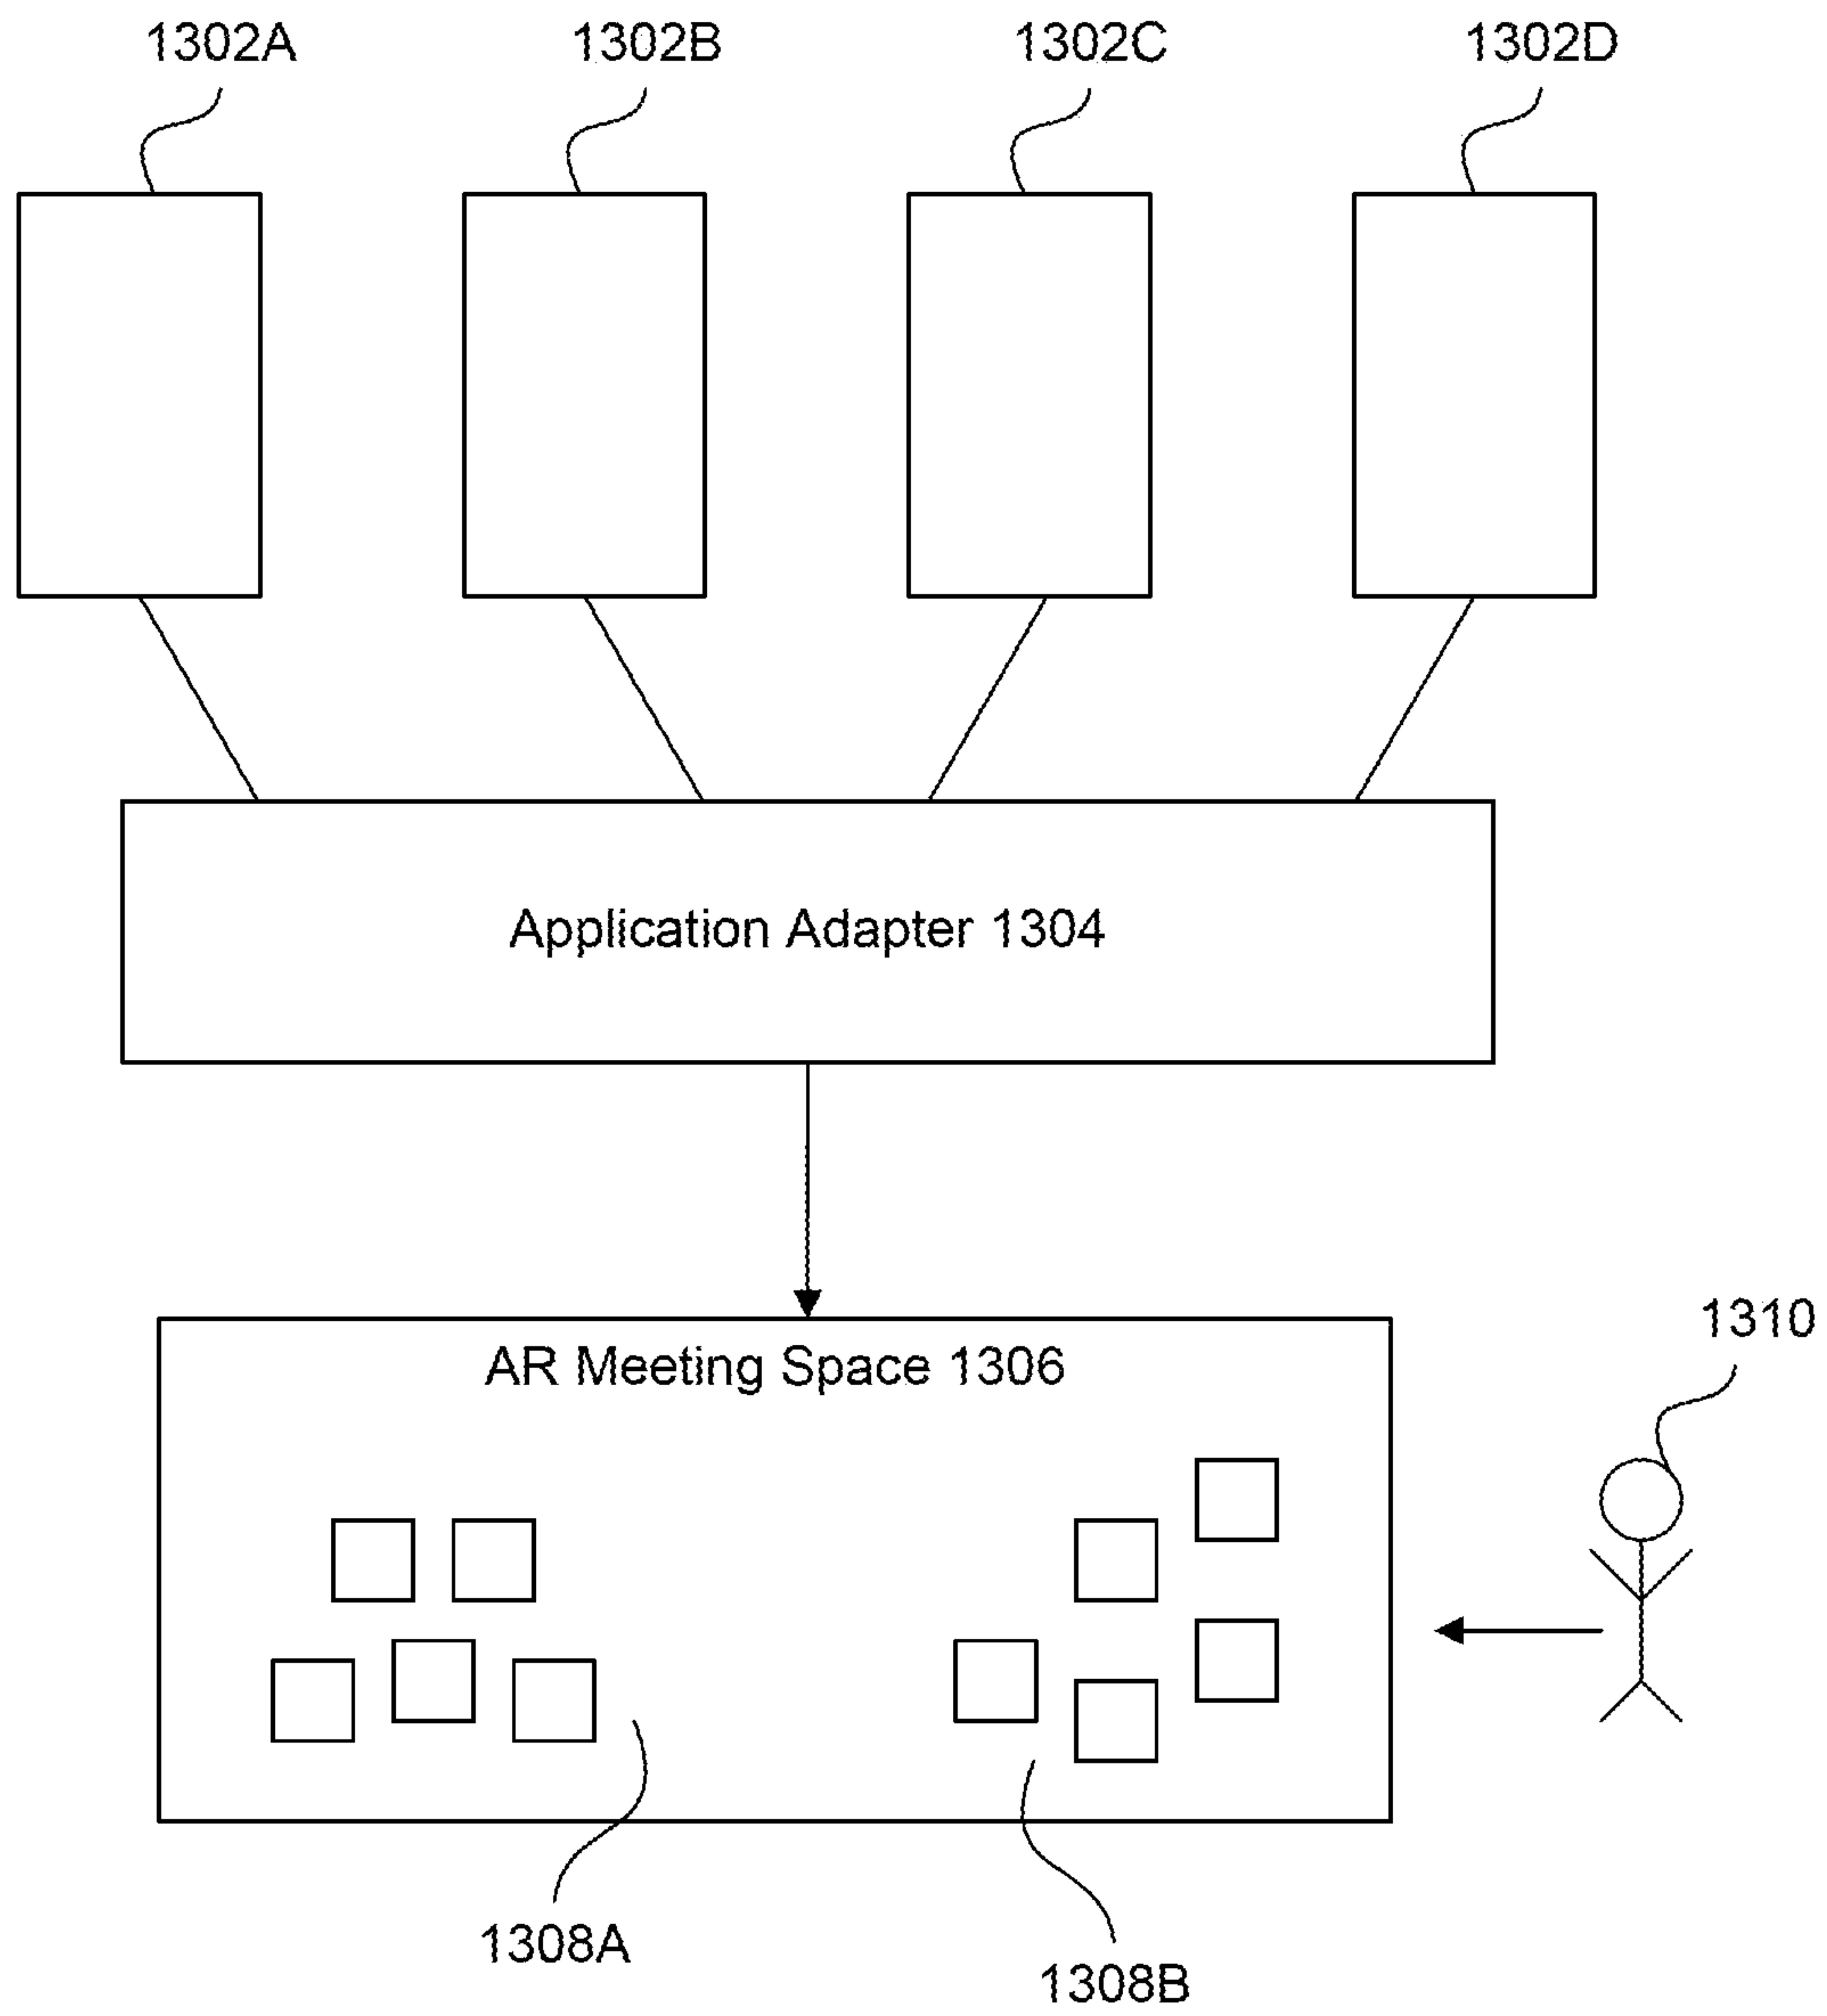 1302A 1302B 1302C 1302D
Application Adapter 1304
AR Meeting Space 1306
1310
1308A
1308B